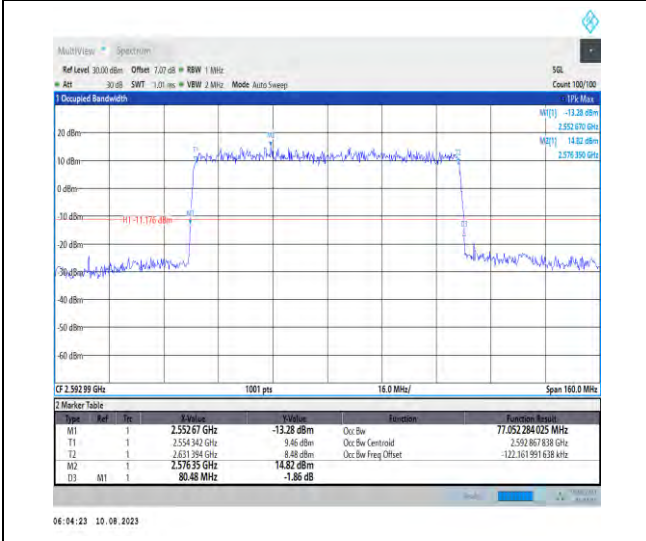 MultiView Spectrum
Ref Level 30.00 dBm Offset 7.07 dB RBW 1 MHz SGL
Att 30 dB SWT 1.01 ms VBW 2 MHz Mode Auto Sweep Count 100/100
1 Occupied Bandwidth 1Pk Max
M1[1] -13.28 dBm
2.552 670 GHz
M2[1] 14.82 dBm
2.576 350 GHz
20 dBm
10 dBm
0 dBm
-10 dBm
H1 -11.176 dBm
-20 dBm
-30 dBm
-40 dBm
-50 dBm
-60 dBm
T1
M2
T2
M1
D3
CF 2.592 99 GHz 1001 pts 16.0 MHz/ Span 160.0 MHz
2 Marker Table
Type Ref Trc X-Value Y-Value Function Function Result
M1 1 2.552 67 GHz -13.28 dBm Occ Bw 77.052 284 025 MHz
T1 1 2.554 342 GHz 9.46 dBm Occ Bw Centroid 2.592 867 838 GHz
T2 1 2.631 394 GHz 8.48 dBm Occ Bw Freq Offset -122.161 991 638 kHz
M2 1 2.576 35 GHz 14.82 dBm
D3 M1 1 80.48 MHz -1.86 dB
06:04:23 10.08.2023